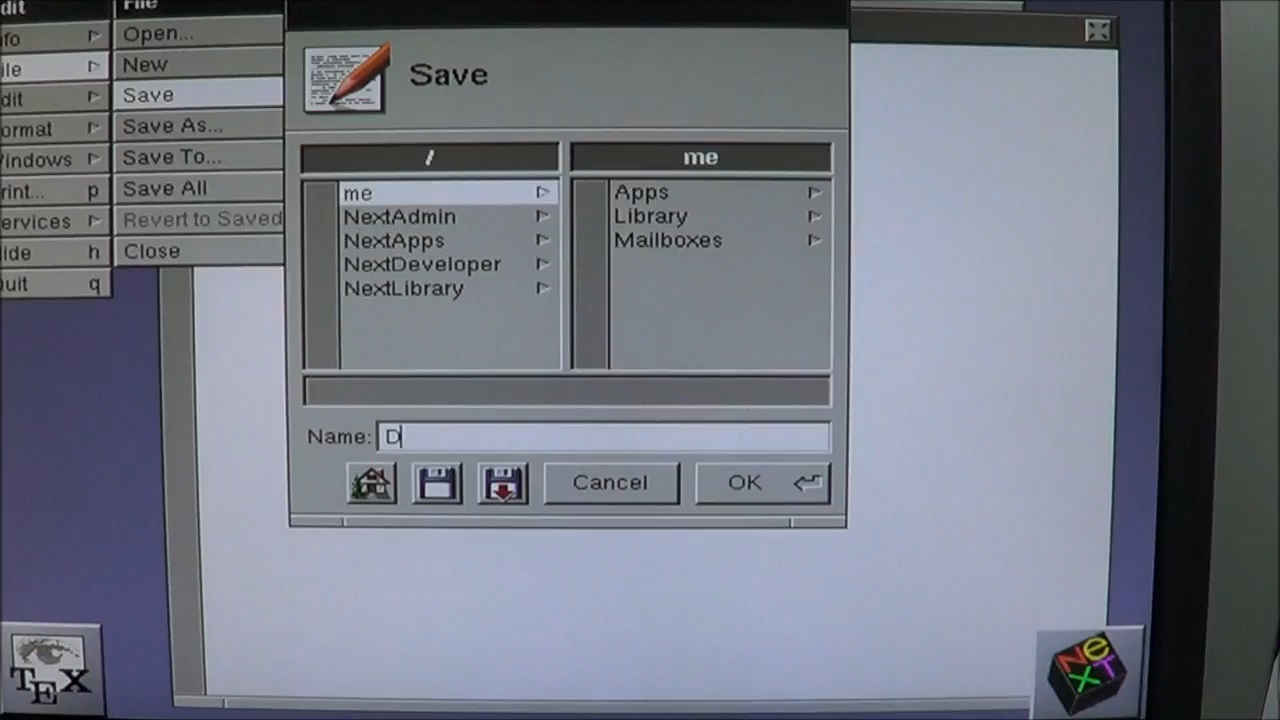 dit
File
nfo
Open...
ile
New
dit
Save
ormat
Save As...
Windows
Save To...
rint... p
Save All
ervices
Revert to Saved
ide h
Close
uit q
Save
/
me
me
NextAdmin
NextApps
NextDeveloper
NextLibrary
Apps
Library
Mailboxes
Name: D
Cancel
OK
TEX
NeXT